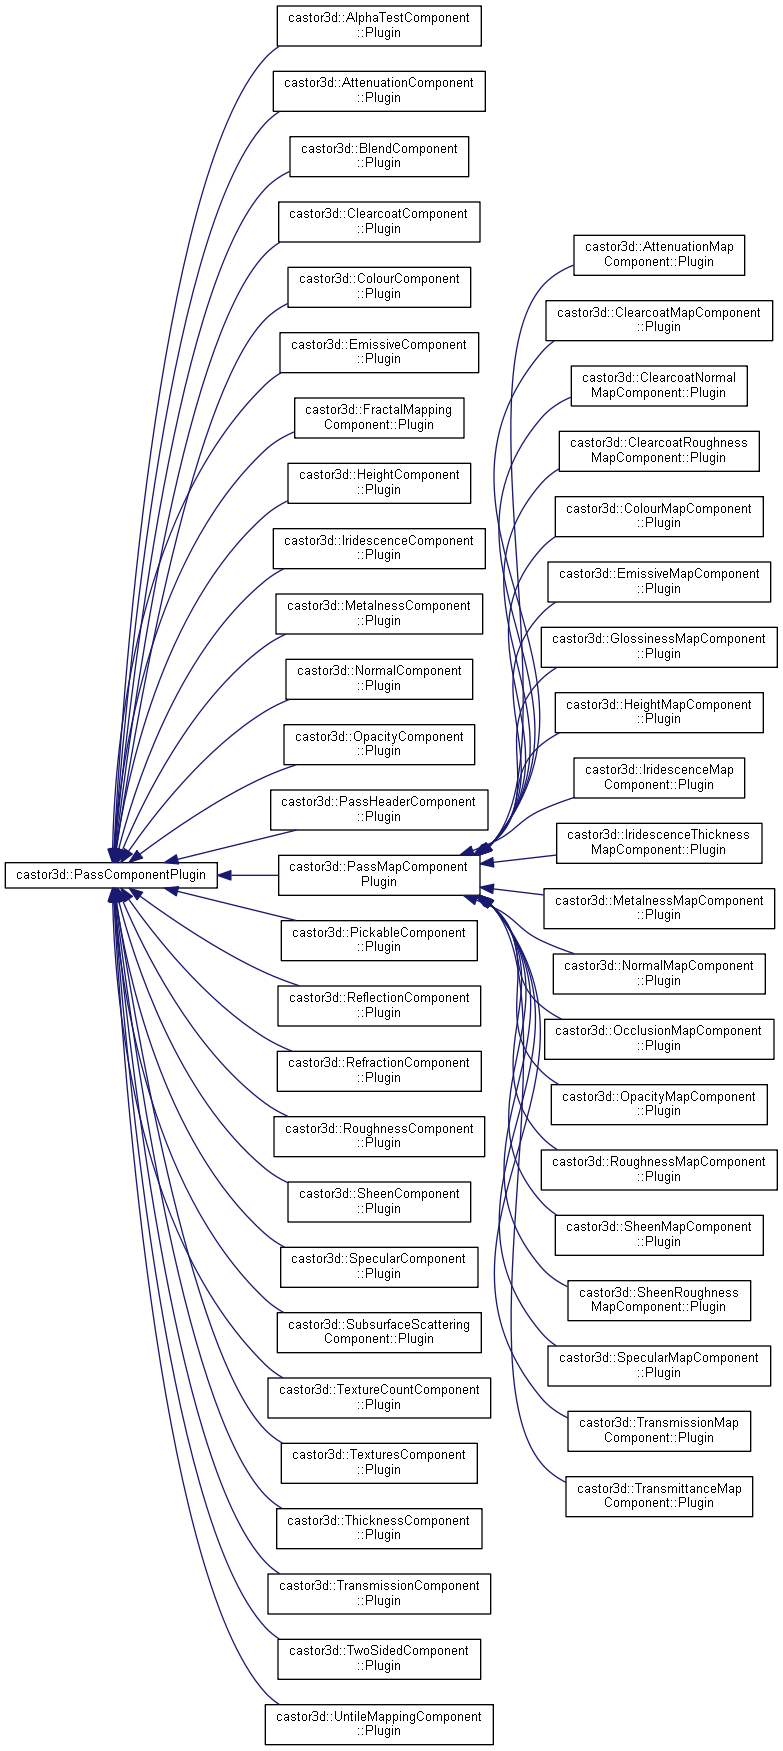 castor3d::AlphaTestComponent
::Plugin
castor3d::AttenuationComponent
::Plugin
castor3d::BlendComponent
::Plugin
castor3d::ClearcoatComponent
::Plugin
castor3d::ColourComponent
::Plugin
castor3d::EmissiveComponent
::Plugin
castor3d::FractalMapping
Component::Plugin
castor3d::HeightComponent
::Plugin
castor3d::IridescenceComponent
::Plugin
castor3d::MetalnessComponent
::Plugin
castor3d::NormalComponent
::Plugin
castor3d::OpacityComponent
::Plugin
castor3d::PassHeaderComponent
::Plugin
castor3d::PassComponentPlugin
castor3d::PassMapComponent
Plugin
castor3d::PickableComponent
::Plugin
castor3d::ReflectionComponent
::Plugin
castor3d::RefractionComponent
::Plugin
castor3d::RoughnessComponent
::Plugin
castor3d::SheenComponent
::Plugin
castor3d::SpecularComponent
::Plugin
castor3d::SubsurfaceScattering
Component::Plugin
castor3d::TextureCountComponent
::Plugin
castor3d::TexturesComponent
::Plugin
castor3d::ThicknessComponent
::Plugin
castor3d::TransmissionComponent
::Plugin
castor3d::TwoSidedComponent
::Plugin
castor3d::UntileMappingComponent
::Plugin
castor3d::AttenuationMap
Component::Plugin
castor3d::ClearcoatMapComponent
::Plugin
castor3d::ClearcoatNormal
MapComponent::Plugin
castor3d::ClearcoatRoughness
MapComponent::Plugin
castor3d::ColourMapComponent
::Plugin
castor3d::EmissiveMapComponent
::Plugin
castor3d::GlossinessMapComponent
::Plugin
castor3d::HeightMapComponent
::Plugin
castor3d::IridescenceMap
Component::Plugin
castor3d::IridescenceThickness
MapComponent::Plugin
castor3d::MetalnessMapComponent
::Plugin
castor3d::NormalMapComponent
::Plugin
castor3d::OcclusionMapComponent
::Plugin
castor3d::OpacityMapComponent
::Plugin
castor3d::RoughnessMapComponent
::Plugin
castor3d::SheenMapComponent
::Plugin
castor3d::SheenRoughness
MapComponent::Plugin
castor3d::SpecularMapComponent
::Plugin
castor3d::TransmissionMap
Component::Plugin
castor3d::TransmittanceMap
Component::Plugin